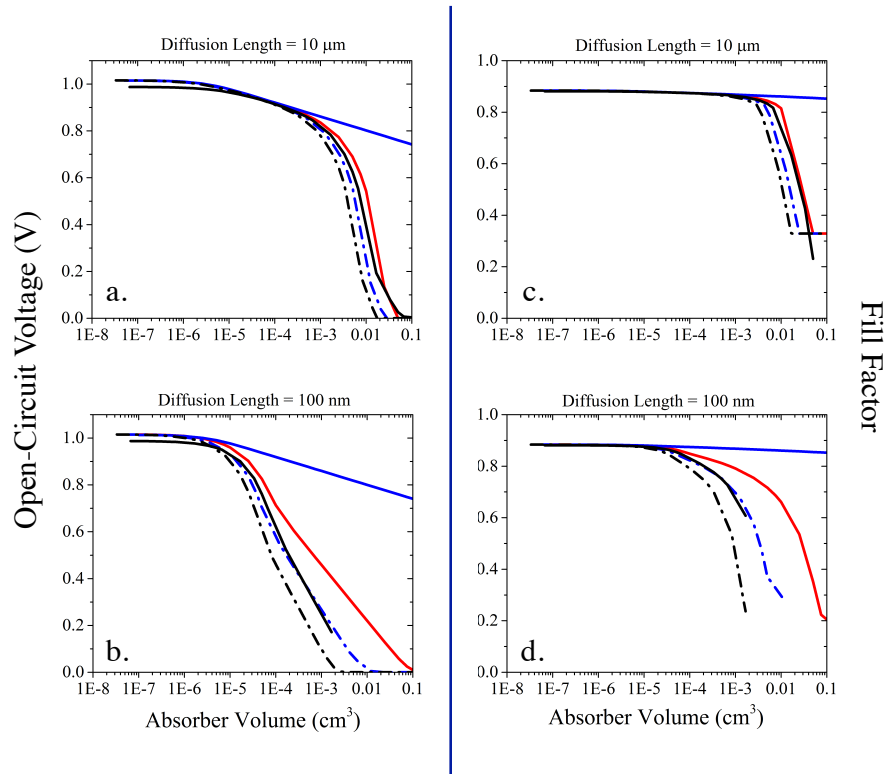 Diffusion Length = 10 μm
1.0
0.8
0.6
0.4
0.2
0.0
a.
1E-8 1E-7 1E-6 1E-5 1E-4 1E-3 0.01 0.1
Diffusion Length = 100 nm
1.0
0.8
0.6
0.4
0.2
0.0
b.
1E-8 1E-7 1E-6 1E-5 1E-4 1E-3 0.01 0.1
Absorber Volume (cm³)
Open-Circuit Voltage (V)
Diffusion Length = 10 μm
1.0
0.8
0.6
0.4
0.2
0.0
c.
1E-8 1E-7 1E-6 1E-5 1E-4 1E-3 0.01 0.1
Diffusion Length = 100 nm
1.0
0.8
0.6
0.4
0.2
0.0
d.
1E-8 1E-7 1E-6 1E-5 1E-4 1E-3 0.01 0.1
Absorber Volume (cm³)
Fill Factor